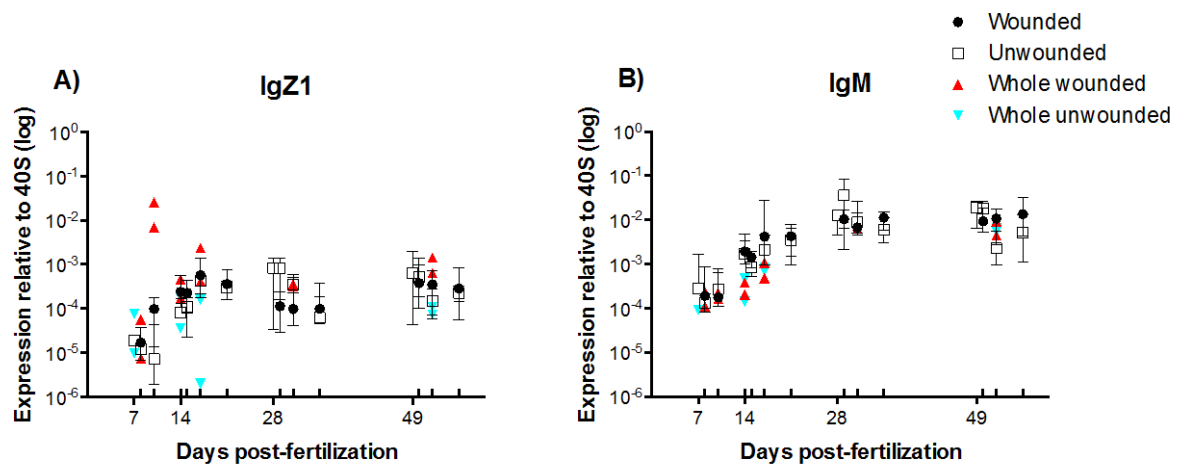 Wounded
Unwounded
Whole wounded
Whole unwounded
A)
IgZ1
Expression relative to 40S (log)
10^0
10^-1
10^-2
10^-3
10^-4
10^-5
10^-6
7
14
28
49
Days post-fertilization
B)
IgM
Expression relative to 40S (log)
10^0
10^-1
10^-2
10^-3
10^-4
10^-5
10^-6
7
14
28
49
Days post-fertilization